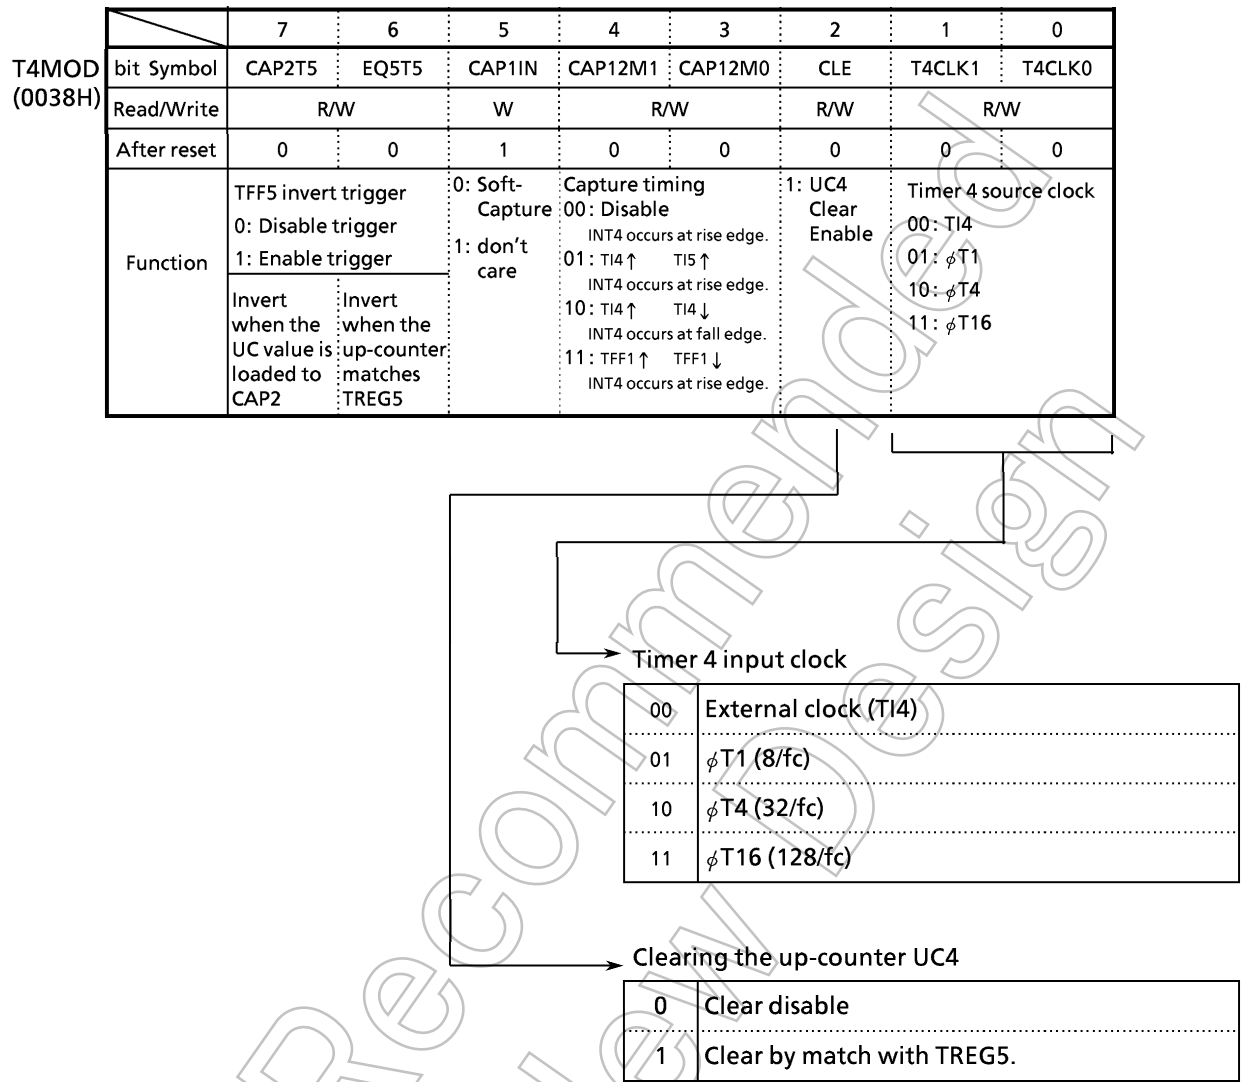 7 6 5 4 3 2 1 0
T4MOD
(0038H)
bit Symbol CAP2T5 EQ5T5 CAP1IN CAP12M1 CAP12M0 CLE T4CLK1 T4CLK0
Read/Write R/W W R/W R/W R/W
After reset 0 0 1 0 0 0 0 0
Function
TFF5 invert trigger
0: Disable trigger
1: Enable trigger
Invert
when the
UC value is
loaded to
CAP2
Invert
when the
up-counter
matches
TREG5
0: Soft-
Capture
1: don't
care
Capture timing
00: Disable
INT4 occurs at rise edge.
01: TI4↑ TI5↑
INT4 occurs at rise edge.
10: TI4↑ TI4↓
INT4 occurs at fall edge.
11: TFF1↑ TFF1↓
INT4 occurs at rise edge.
1: UC4
Clear
Enable
Timer 4 source clock
00: TI4
01: φT1
10: φT4
11: φT16
Timer 4 input clock
00 External clock (TI4)
01 φT1 (8/fc)
10 φT4 (32/fc)
11 φT16 (128/fc)
Clearing the up-counter UC4
0 Clear disable
1 Clear by match with TREG5.
Recommended
Design